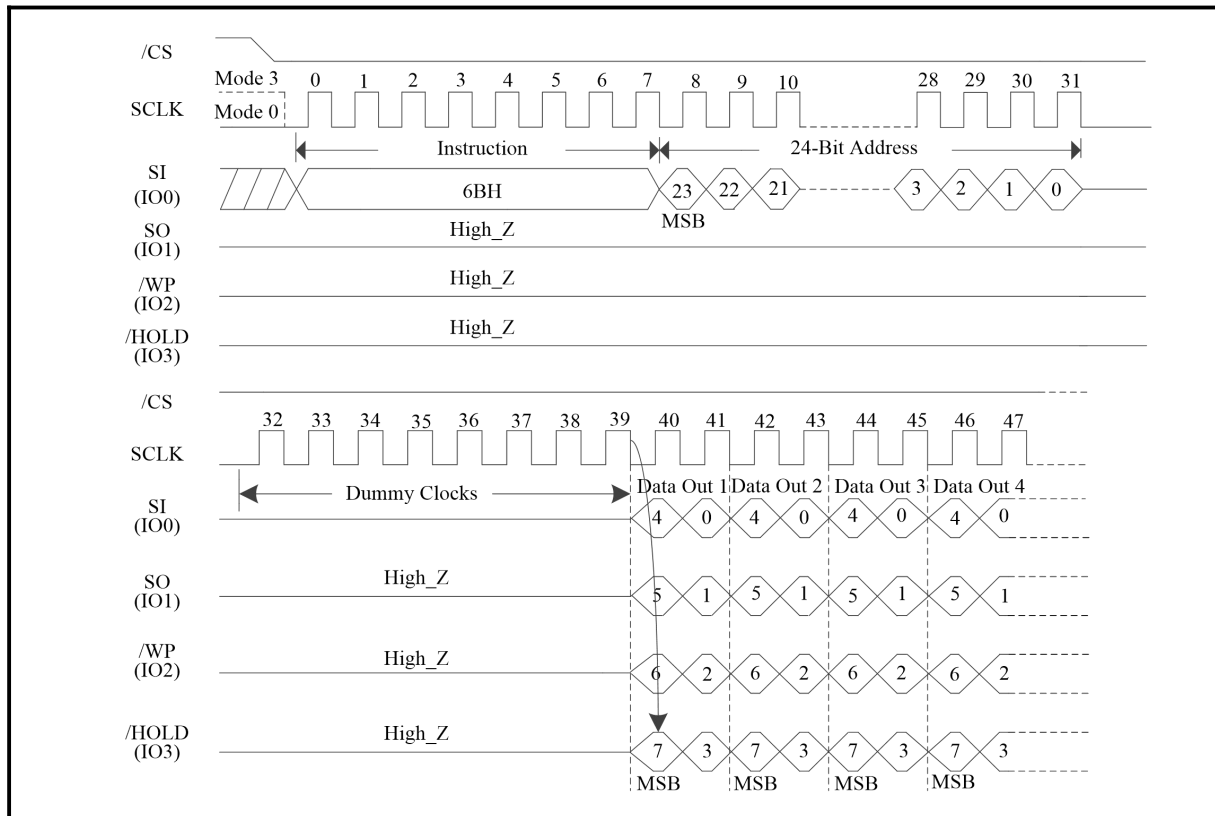 /CS
Mode 3 0 1 2 3 4 5 6 7 8 9 10 28 29 30 31
SCLK Mode 0
Instruction 24-Bit Address
SI
(IO0) 6BH 23 22 21 3 2 1 0
MSB
SO
(IO1) High_Z
/WP
(IO2) High_Z
/HOLD
(IO3) High_Z
/CS
32 33 34 35 36 37 38 39 40 41 42 43 44 45 46 47
SCLK
Dummy Clocks Data Out 1 Data Out 2 Data Out 3 Data Out 4
SI
(IO0) 4 0 4 0 4 0 4 0
SO
(IO1) High_Z 5 1 5 1 5 1 5 1
/WP
(IO2) High_Z 6 2 6 2 6 2 6 2
/HOLD
(IO3) High_Z 7 3 7 3 7 3 7 3
MSB MSB MSB MSB